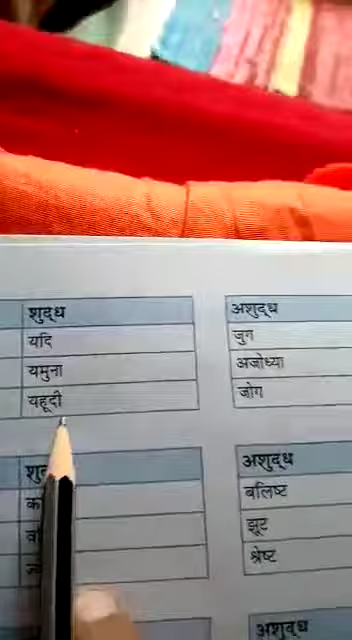 शुद्ध
यदि
यमुना
यहूदी
अशुद्ध
जुग
अजोध्या
जोग
अशुद्ध
बलिष्ट
झूट
श्रेष्ट
अशुद्ध